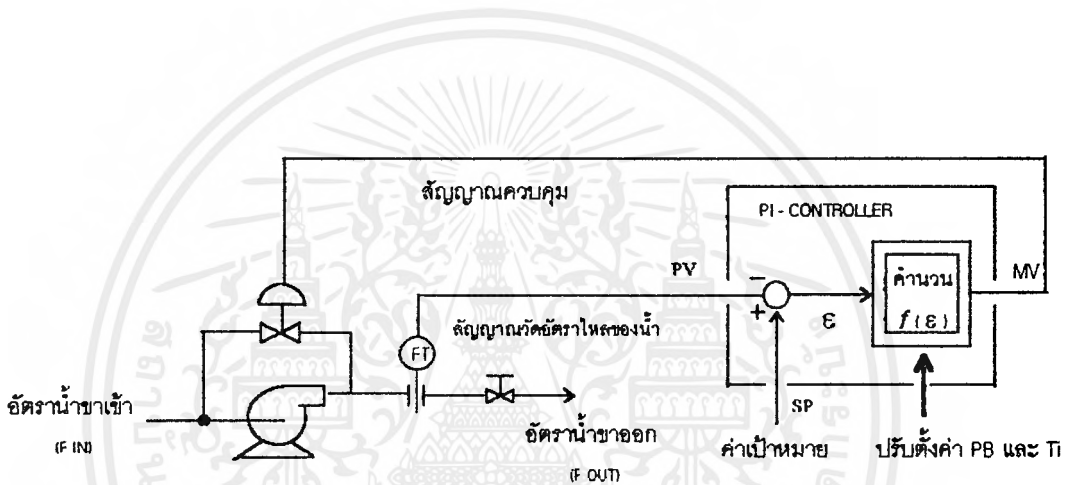 สัญญาณควบคุม
PI - CONTROLLER
PV
−
คำนวน
MV
+
ε
f(ε)
สัญญาณวัดอัตราไหลของน้ำ
FT
อัตราน้ำขาเข้า
(F IN)
SP
อัตราน้ำขาออก
(F OUT)
ค่าเป้าหมาย
ปรับตั้งค่า PB และ Ti